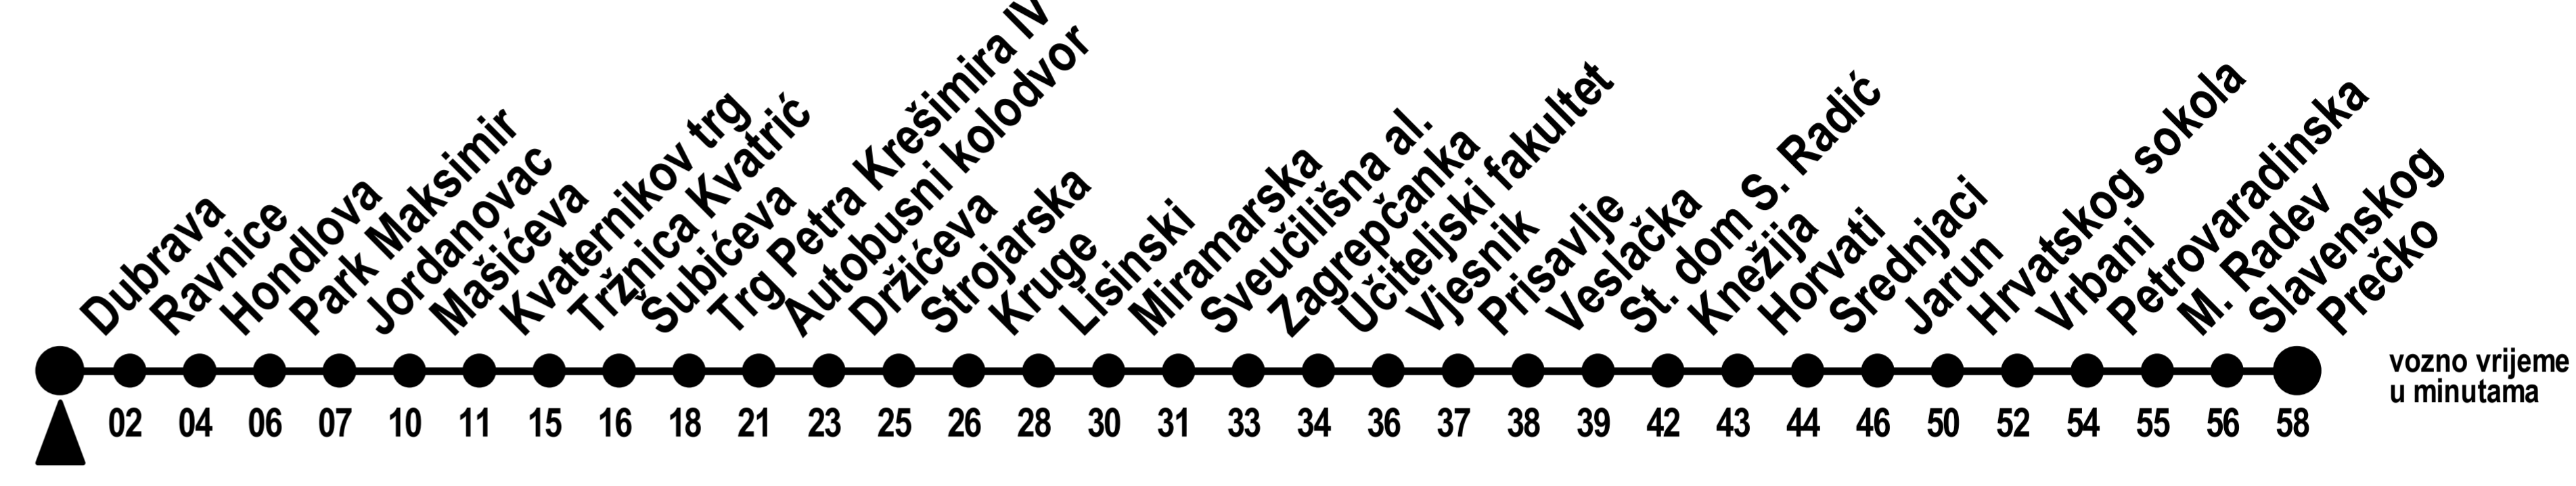 Dubrava
Ravnice
Hondlova
Park Maksimir
Jordanovac
Mašićeva
Kvaternikov trg
Tržnica Kvatrić
Šubićeva
Trg Petra Krešimira IV
Autobusni kolodvor
Držićeva
Strojarska
Kruge
Lisinski
Miramarska
Sveučilišna al.
Zagrepčanka
Učiteljski fakultet
Vjesnik
Prisavlje
Veslačka
St. dom S. Radić
Knežija
Horvati
Srednjaci
Jarun
Hrvatskog sokola
Vrbani
Petrovaradinska
M. Radev
Slavenskog
Prečko
vozno vrijeme
u minutama
02 04 06 07 10 11 15 16 18 21 23 25 26 28 30 31 33 34 36 37 38 39 42 43 44 46 50 52 54 55 56 58